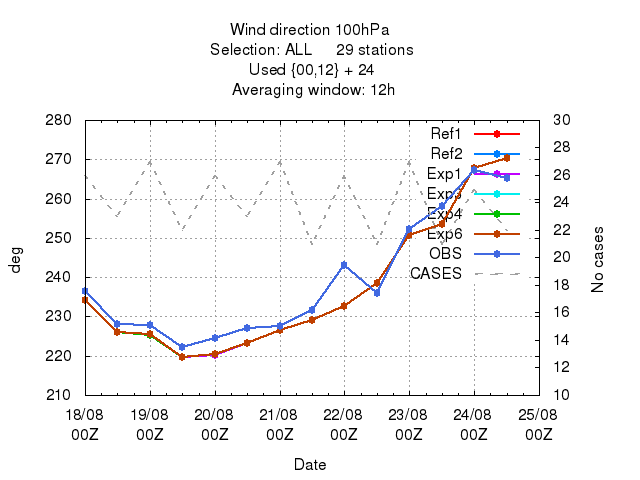 Wind direction 100hPa
Selection: ALL 29 stations
Used {00,12} + 24
Averaging window: 12h
280 30
270 28
260 26
250 24
240 22
230 20
220 18
210 16
14
12
10
deg
No cases
Ref1
Ref2
Exp1
Exp3
Exp4
Exp6
OBS
CASES
18/08 19/08 20/08 21/08 22/08 23/08 24/08 25/08
00Z 00Z 00Z 00Z 00Z 00Z 00Z 00Z
Date